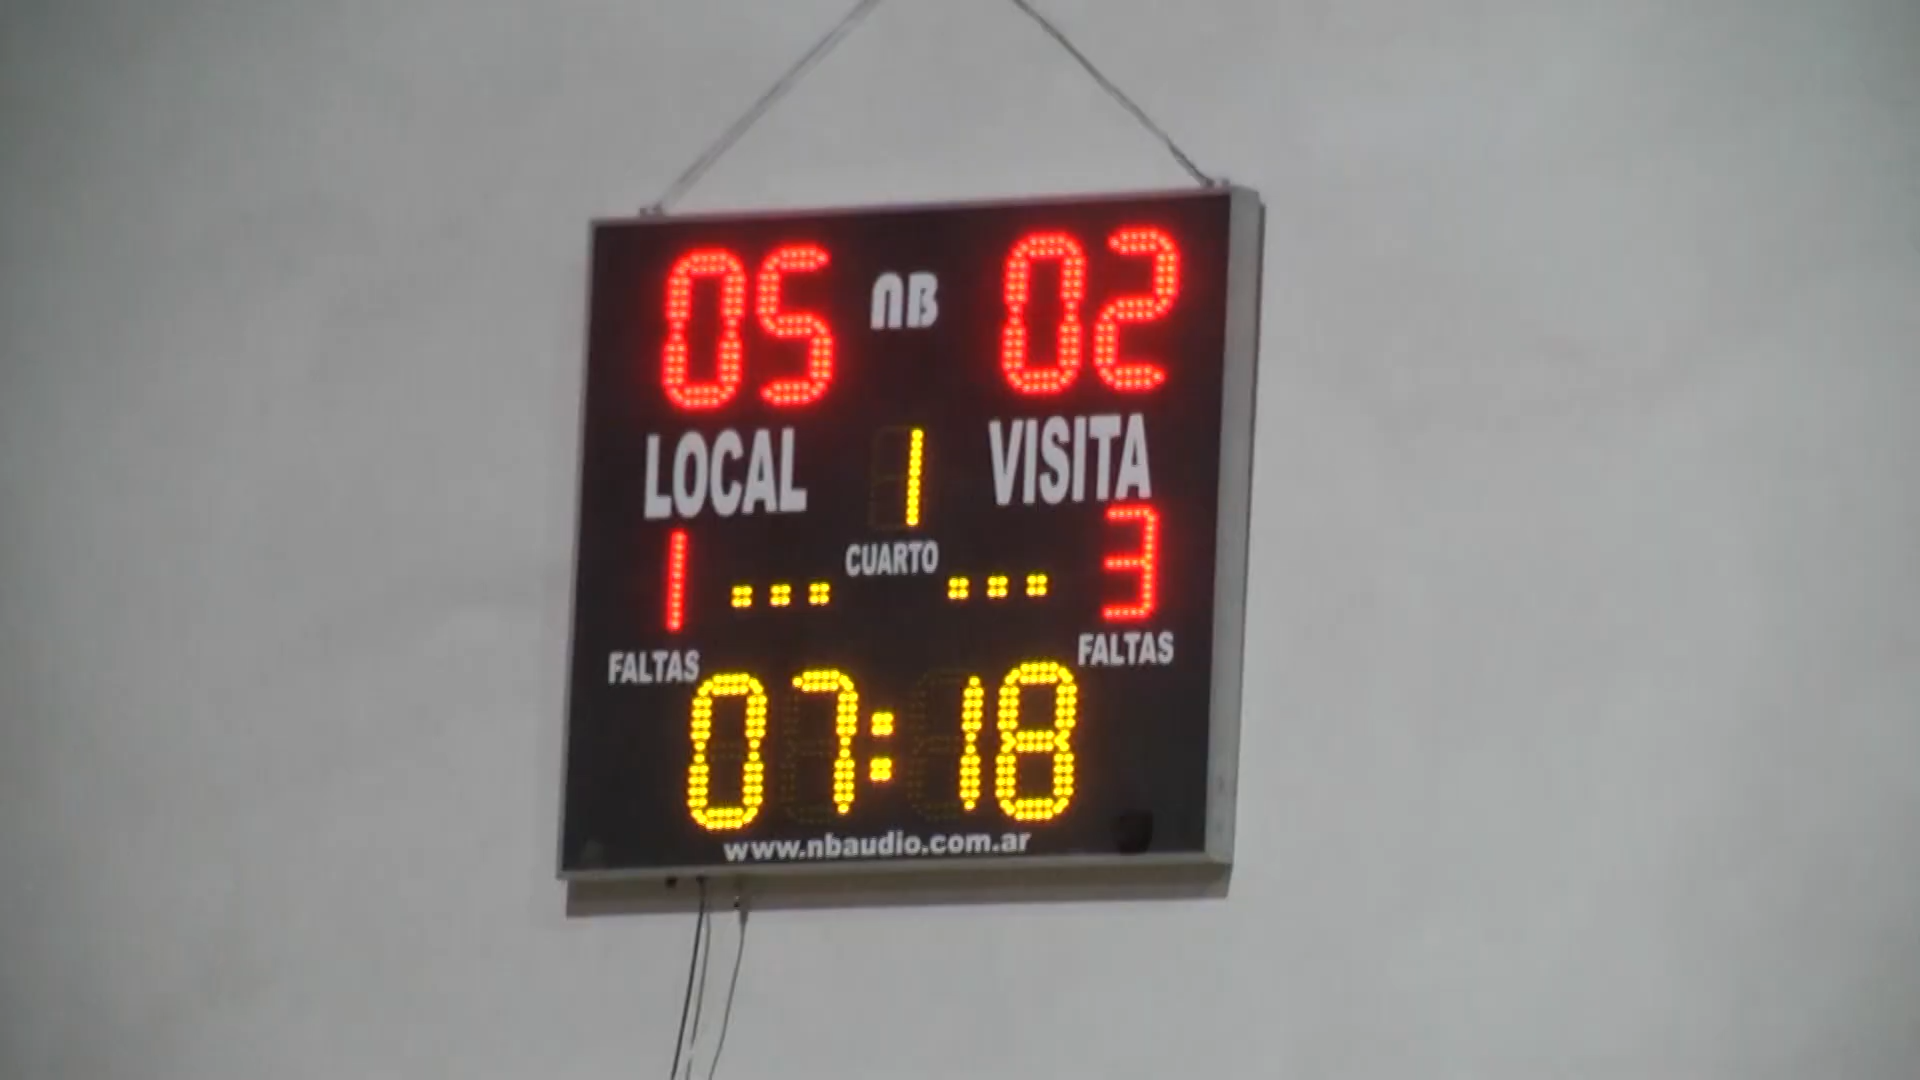 05 NB 02
LOCAL 1 VISITA
CUARTO
1 3
FALTAS FALTAS
07:18
www.nbaudio.com.ar